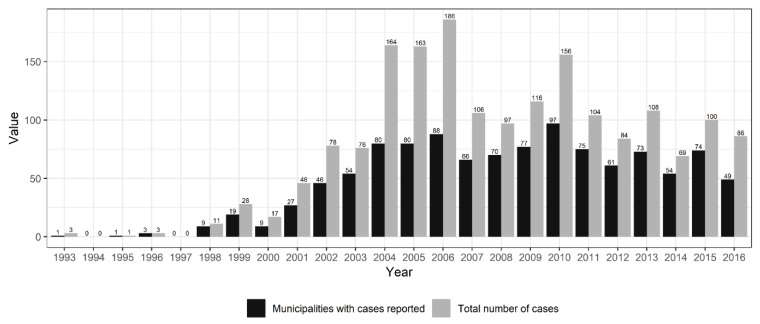 Value
150
100
50
0
1 3 0 0 1 1 3 3 0 0 9 11 19 28 9 17 27 46 46 78 54 76 80 164 80 163 88 186 66 106 70 97 77 116 97 156 75 104 61 84 73 108 54 69 74 100 49 86
1993 1994 1995 1996 1997 1998 1999 2000 2001 2002 2003 2004 2005 2006 2007 2008 2009 2010 2011 2012 2013 2014 2015 2016
Year
Municipalities with cases reported Total number of cases